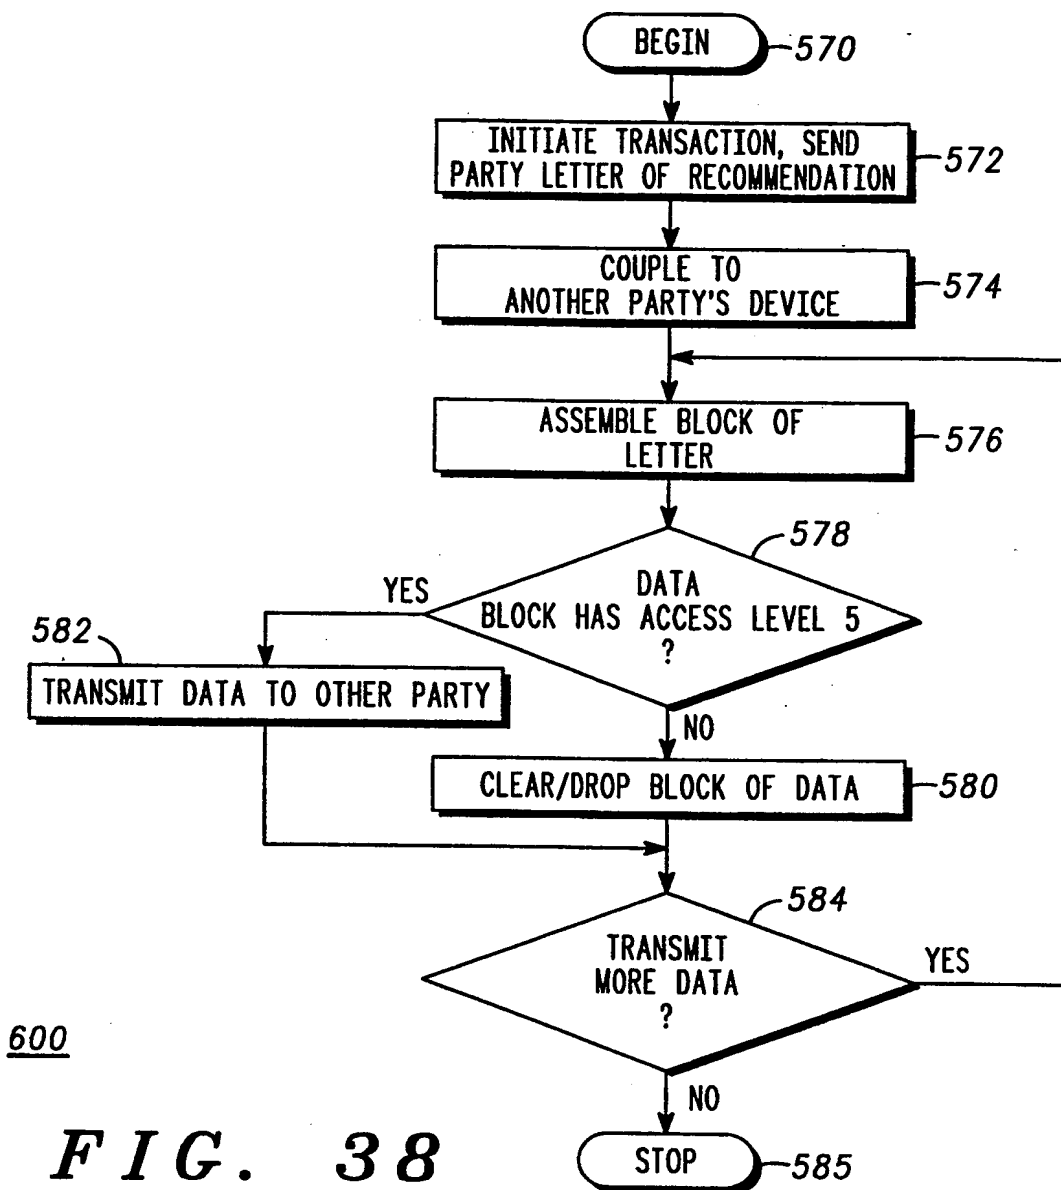 BEGIN
570
INITIATE TRANSACTION, SEND
PARTY LETTER OF RECOMMENDATION
572
COUPLE TO
ANOTHER PARTY'S DEVICE
574
ASSEMBLE BLOCK OF
LETTER
576
578
DATA
BLOCK HAS ACCESS LEVEL 5
?
YES
582
TRANSMIT DATA TO OTHER PARTY
NO
CLEAR/DROP BLOCK OF DATA
580
584
TRANSMIT
MORE DATA
?
YES
600
NO
STOP
585
FIG. 38